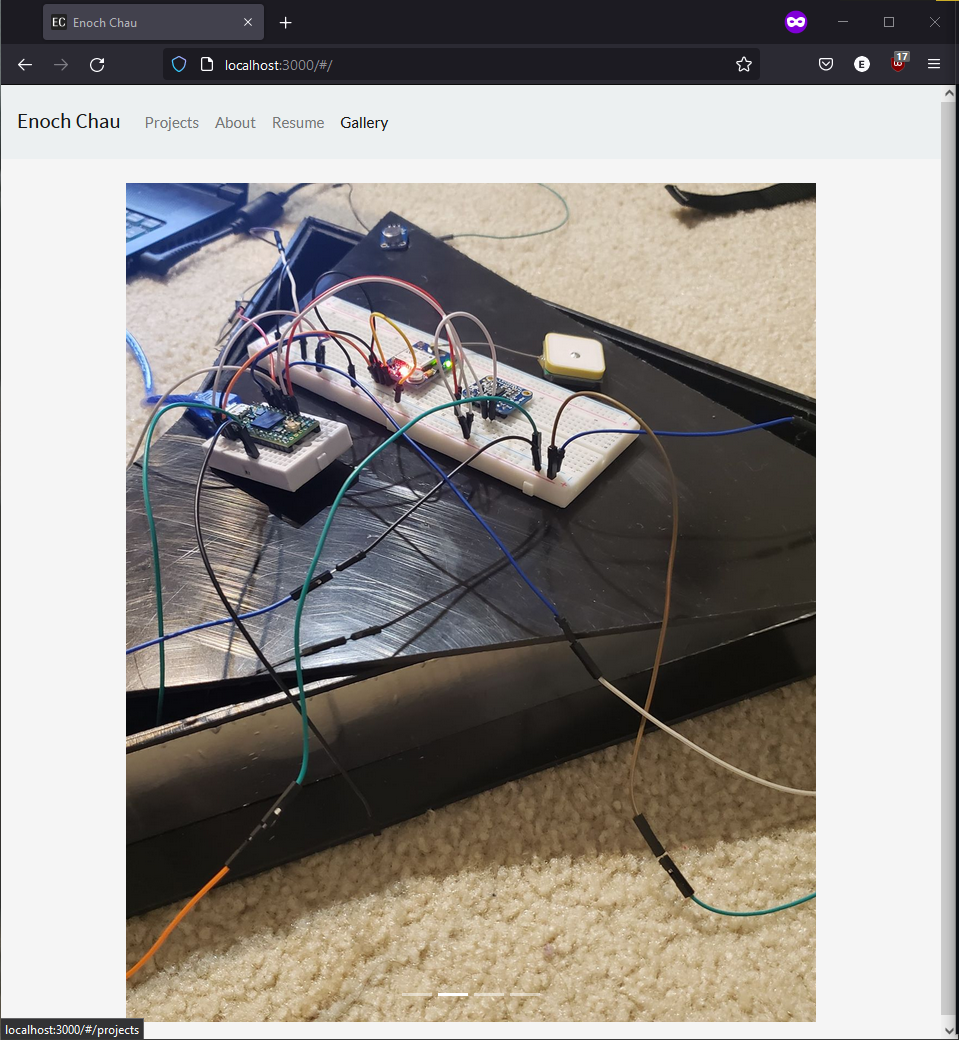 EC Enoch Chau
localhost:3000/#/
E
17
Enoch Chau Projects About Resume Gallery
localhost:3000/#/projects